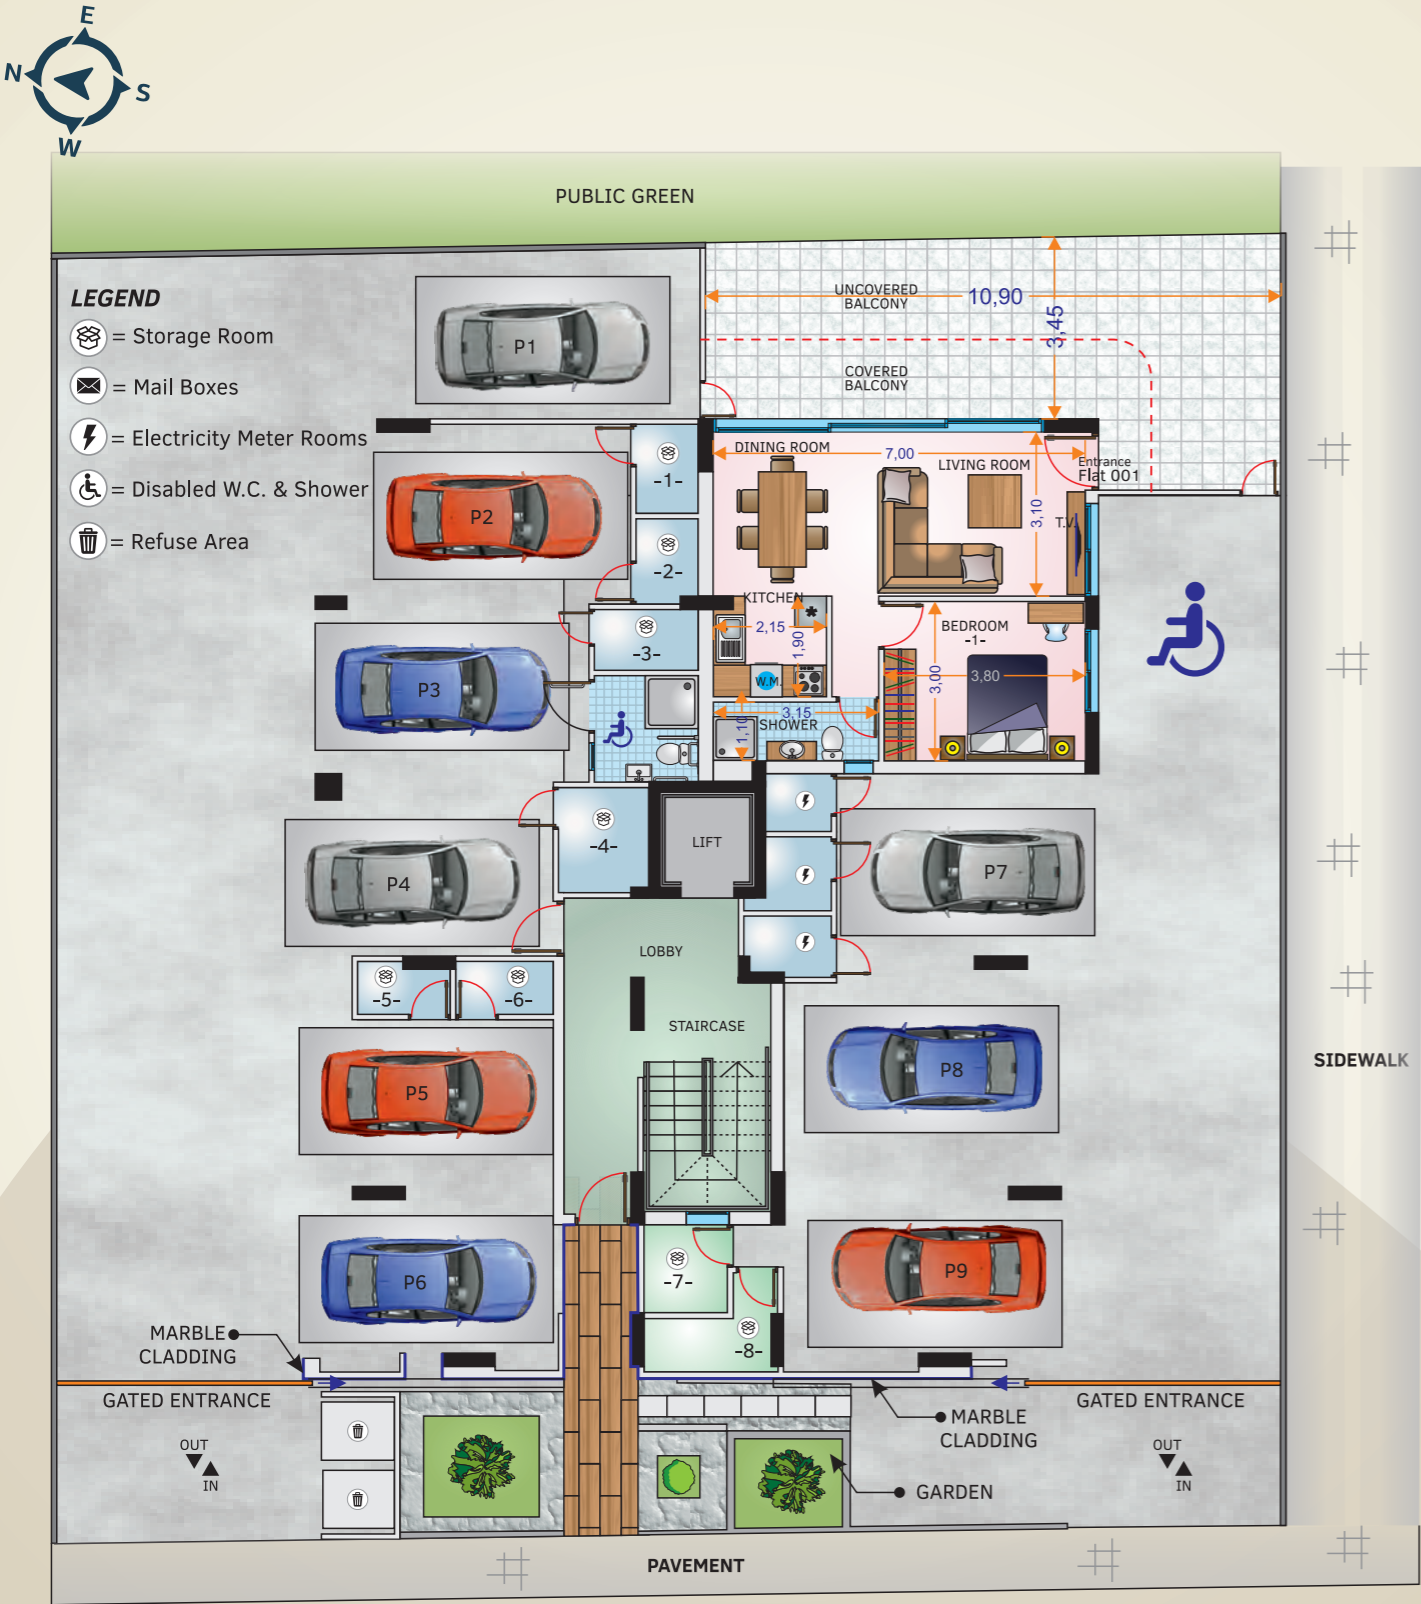 E
N
S
W
PUBLIC GREEN
LEGEND
= Storage Room
= Mail Boxes
= Electricity Meter Rooms
= Disabled W.C. & Shower
= Refuse Area
P1
UNCOVERED
BALCONY
10,90
3,45
COVERED
BALCONY
DINING ROOM
7,00
LIVING ROOM
Entrance
Flat 001
-1-
P2
3,10
T.V.
-2-
KITCHEN
2,15
1,90
BEDROOM
-1-
-3-
P3
W.M.
3,00
3,80
3,15
SHOWER
1,10
LIFT
-4-
P4
P7
LOBBY
-5-
-6-
STAIRCASE
SIDEWALK
P8
P5
P9
-7-
P6
MARBLE
CLADDING
-8-
GATED ENTRANCE
GATED ENTRANCE
MARBLE
CLADDING
OUT
IN
OUT
IN
GARDEN
PAVEMENT